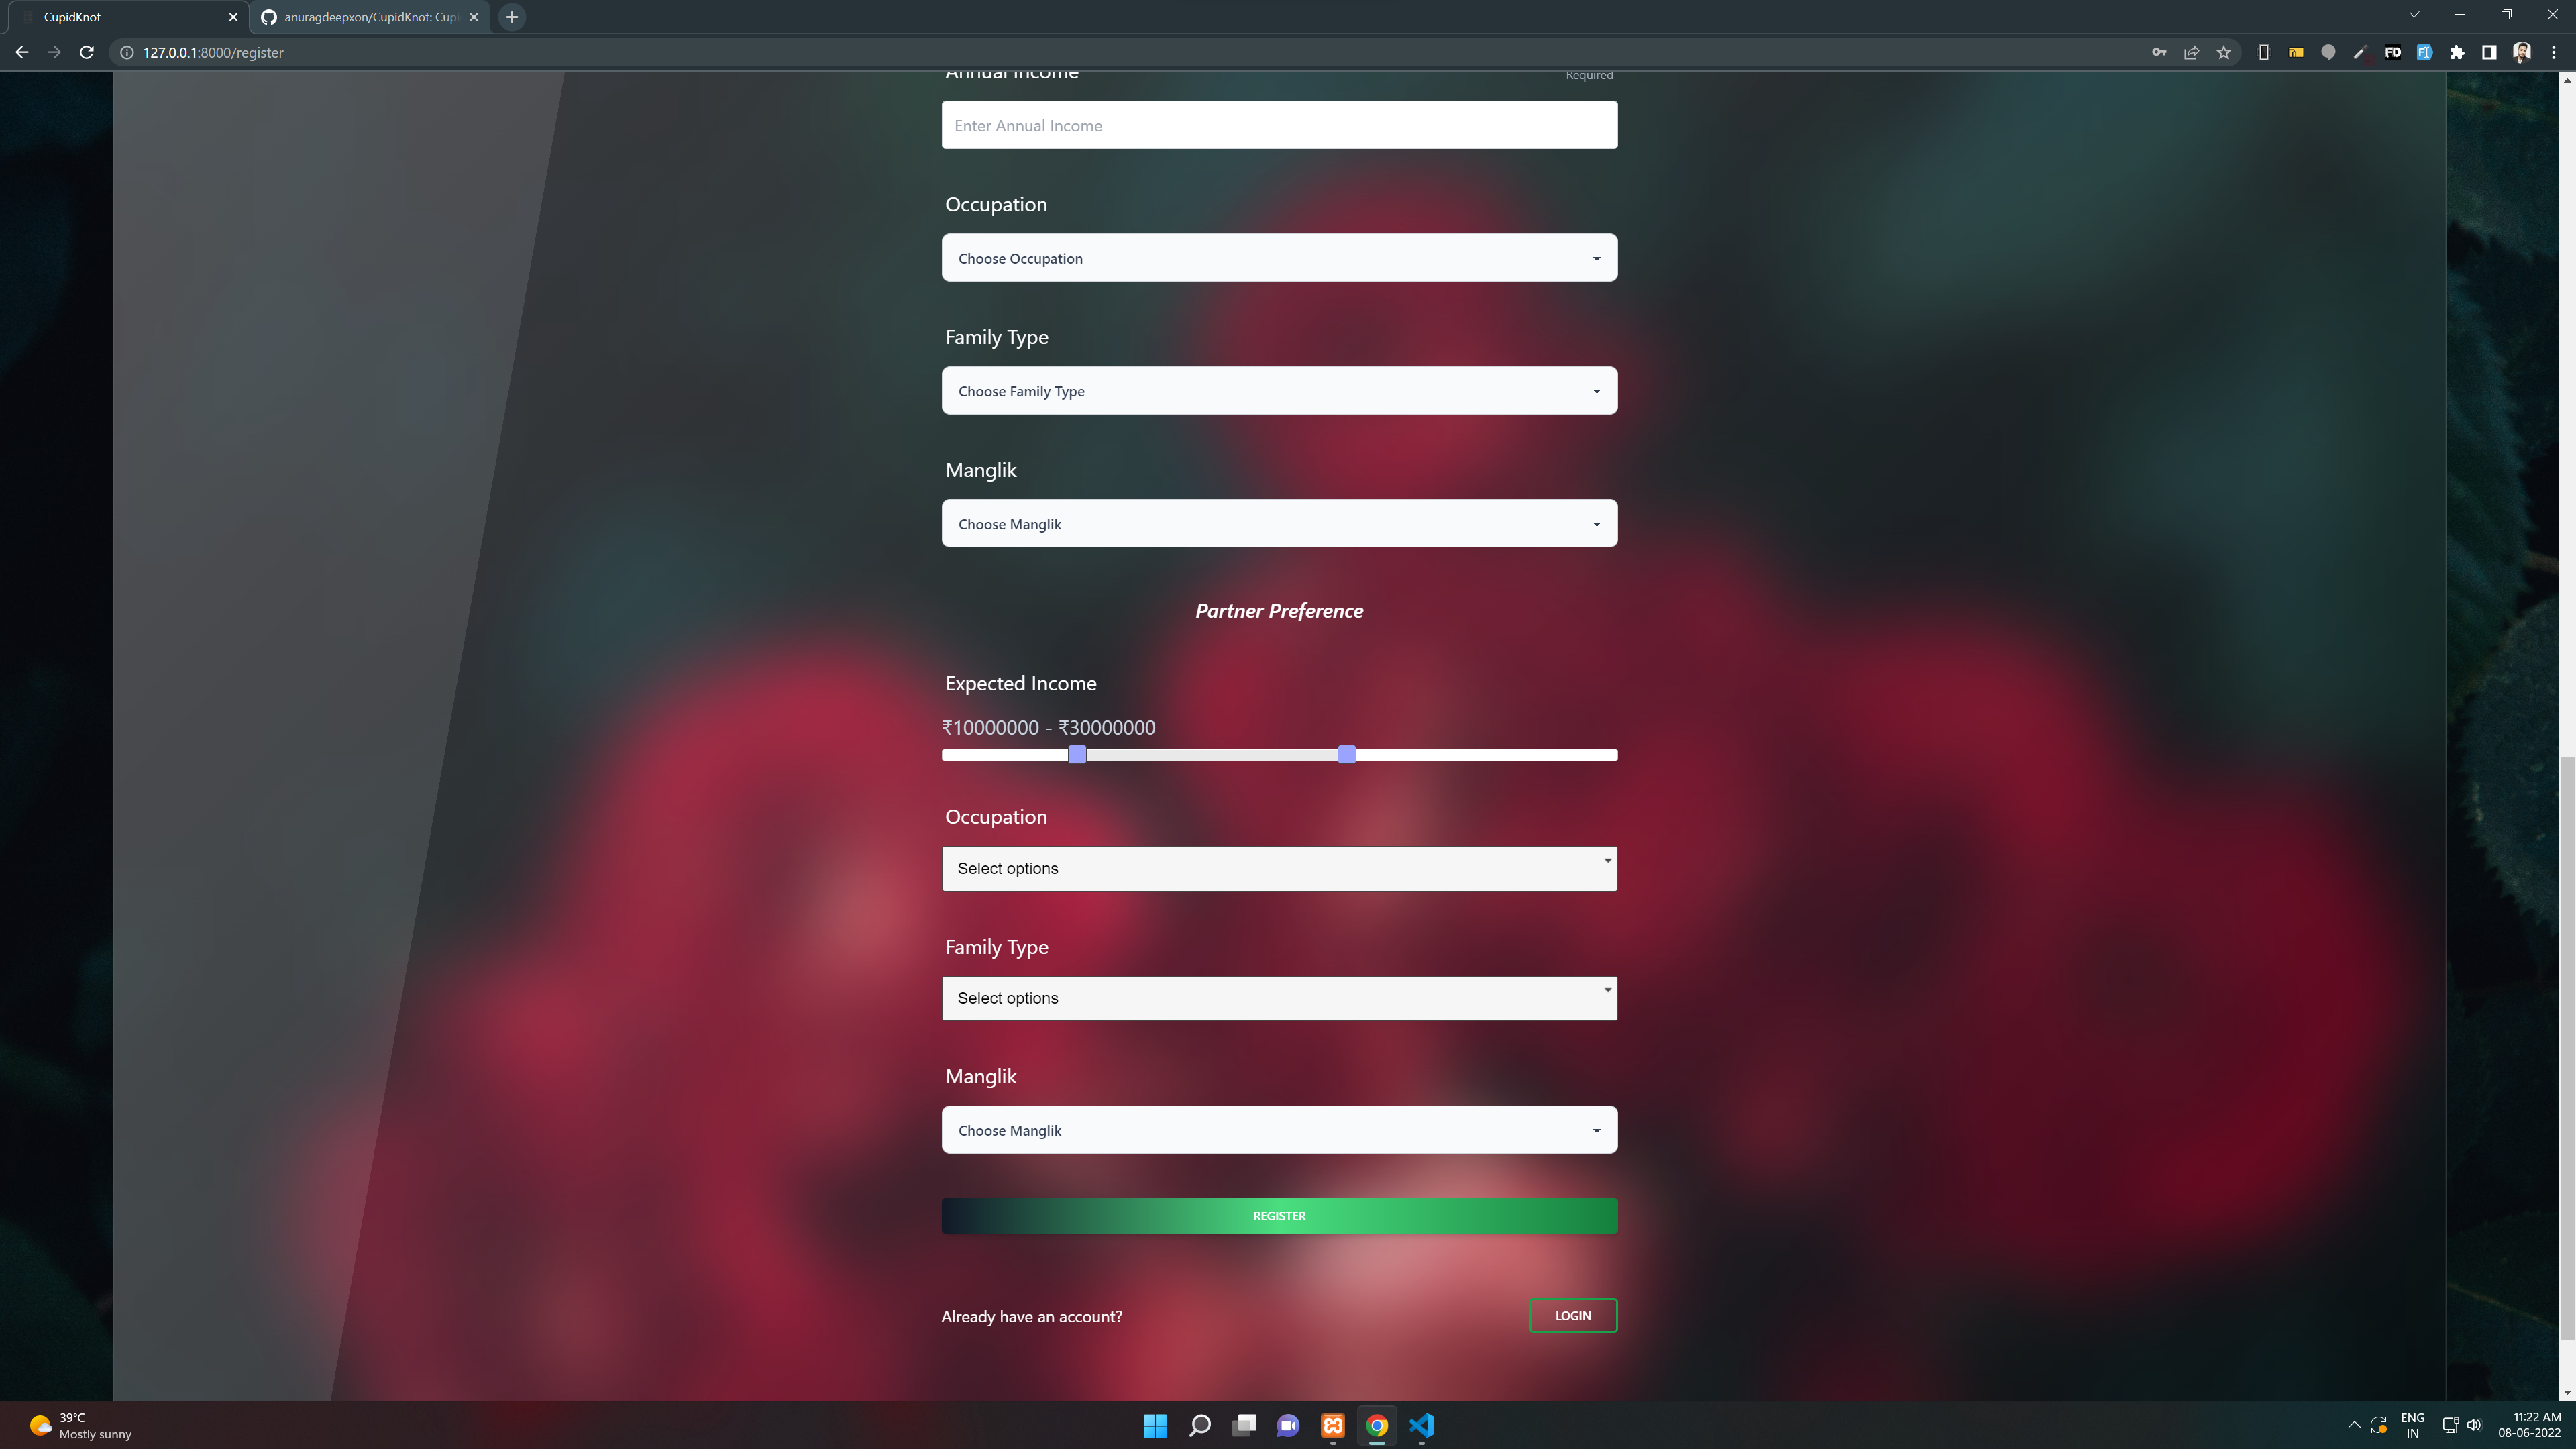 CupidKnot
anuragdeepxon/CupidKnot: Cupi
127.0.0.1:8000/register
FD
Annual Income
Required
Enter Annual Income
Occupation
Choose Occupation
Family Type
Choose Family Type
Manglik
Choose Manglik
Partner Preference
Expected Income
₹10000000 - ₹30000000
Occupation
Select options
Family Type
Select options
Manglik
Choose Manglik
REGISTER
Already have an account?
LOGIN
39°C
Mostly sunny
ENG
IN
11:22 AM
08-06-2022